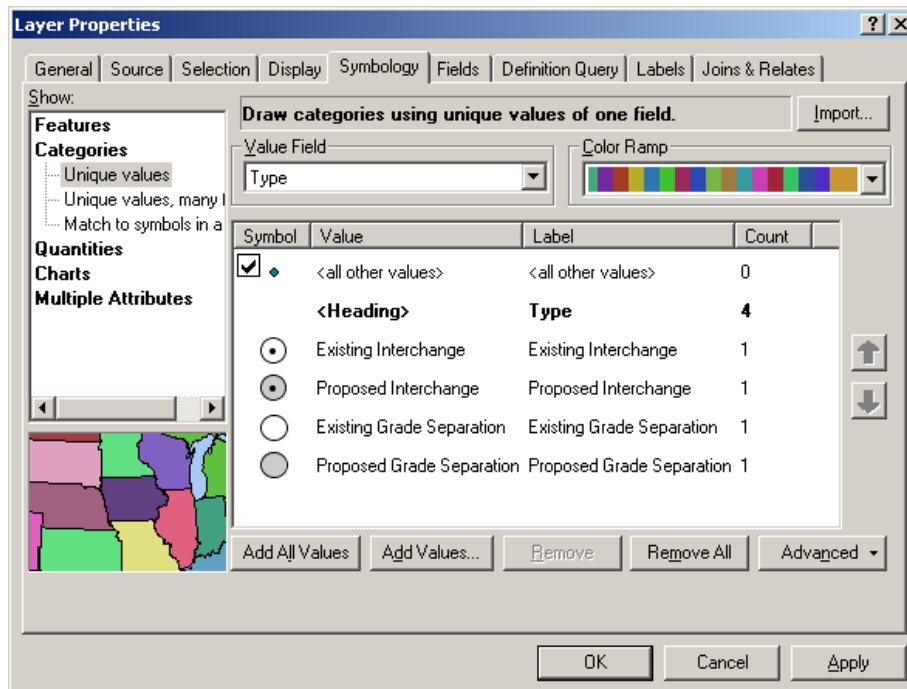 Layer Properties
General Source Selection Display Symbology Fields Definition Query Labels Joins & Relates
Show:
Features
Categories
Unique values
Unique values, many
Match to symbols in a
Quantities
Charts
Multiple Attributes
Draw categories using unique values of one field.
Import...
Value Field
Type
Color Ramp
Symbol Value Label Count
<all other values> <all other values> 0
<Heading> Type 4
Existing Interchange Existing Interchange 1
Proposed Interchange Proposed Interchange 1
Existing Grade Separation Existing Grade Separation 1
Proposed Grade Separation Proposed Grade Separation 1
Add All Values Add Values... Remove Remove All Advanced
OK Cancel Apply